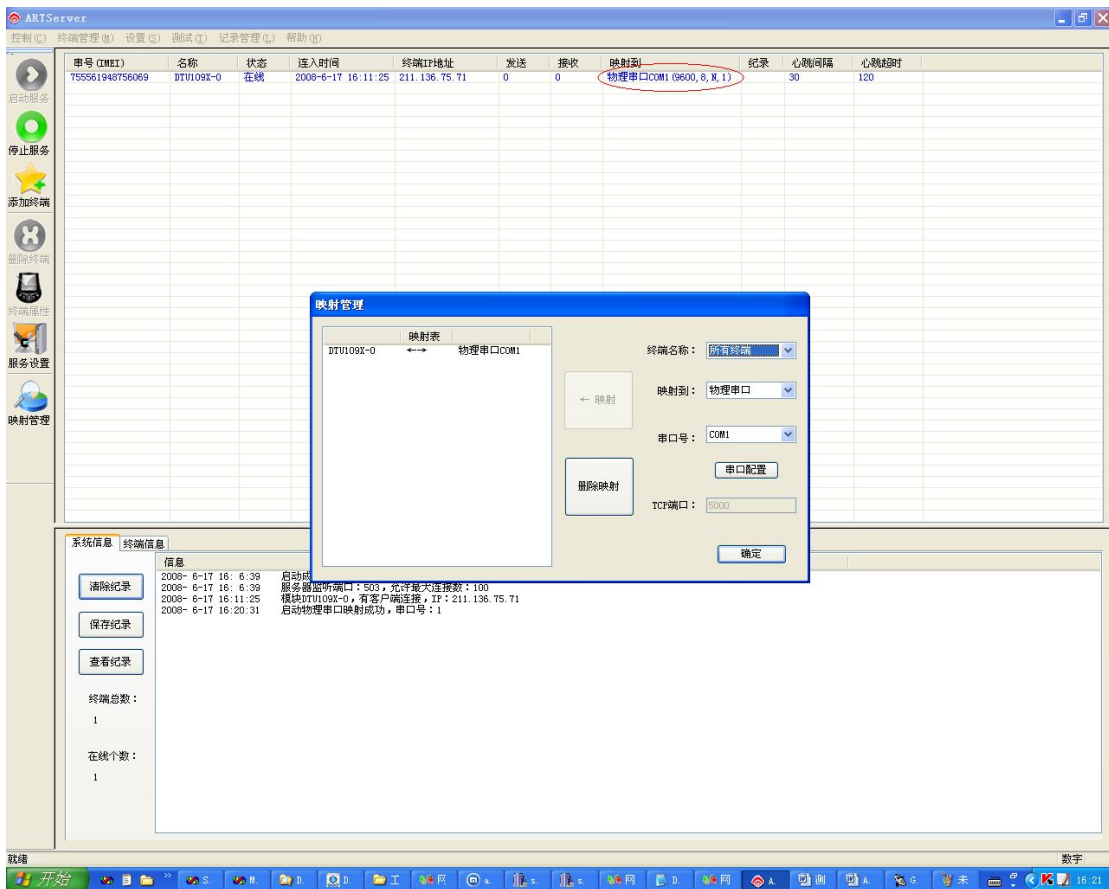 ARTServer
控制(C) 终端管理(M) 设置(S) 测试(T) 记录管理(L) 帮助(H)
启动服务
停止服务
添加终端
删除终端
终端属性
服务设置
映射管理
串号(IMEI) 名称 状态 连入时间 终端IP地址 发送 接收 映射到 纪录 心跳间隔 心跳超时
755561948756069 DTU109X-0 在线 2008-6-17 16:11:25 211.136.75.71 0 0 物理串口COM1(9600,8,N,1) 30 120
映射管理
映射表
DTU109X-0 ←→ 物理串口COM1
← 映射
删除映射
终端名称： 所有终端
映射到： 物理串口
串口号： COM1
串口配置
TCP端口： 5000
确定
系统信息 终端信息
清除纪录
保存纪录
查看纪录
终端总数：
1
在线个数：
1
信息
2008- 6-17 16: 6:39 启动成
2008- 6-17 16: 6:39 服务器监听端口：503，允许最大连接数：100
2008- 6-17 16:11:25 模块DTU109X-0，有客户端连接，IP：211.136.75.71
2008- 6-17 16:20:31 启动物理串口映射成功，串口号：1
就绪 数字
开始 S. M. D. D. 工 网 a. s. s. 网 D. 网 A. 测 A. G. 未 16:21